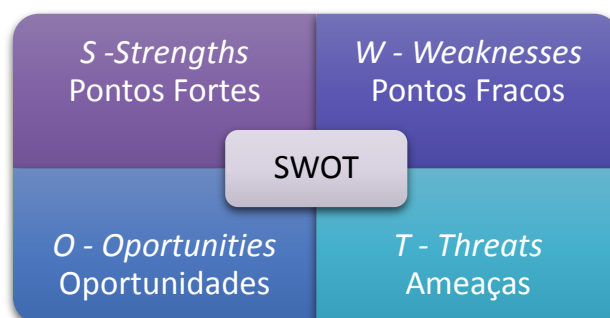 S -Strengths
Pontos Fortes
W - Weaknesses
Pontos Fracos
SWOT
O - Oportunities
Oportunidades
T - Threats
Ameaças